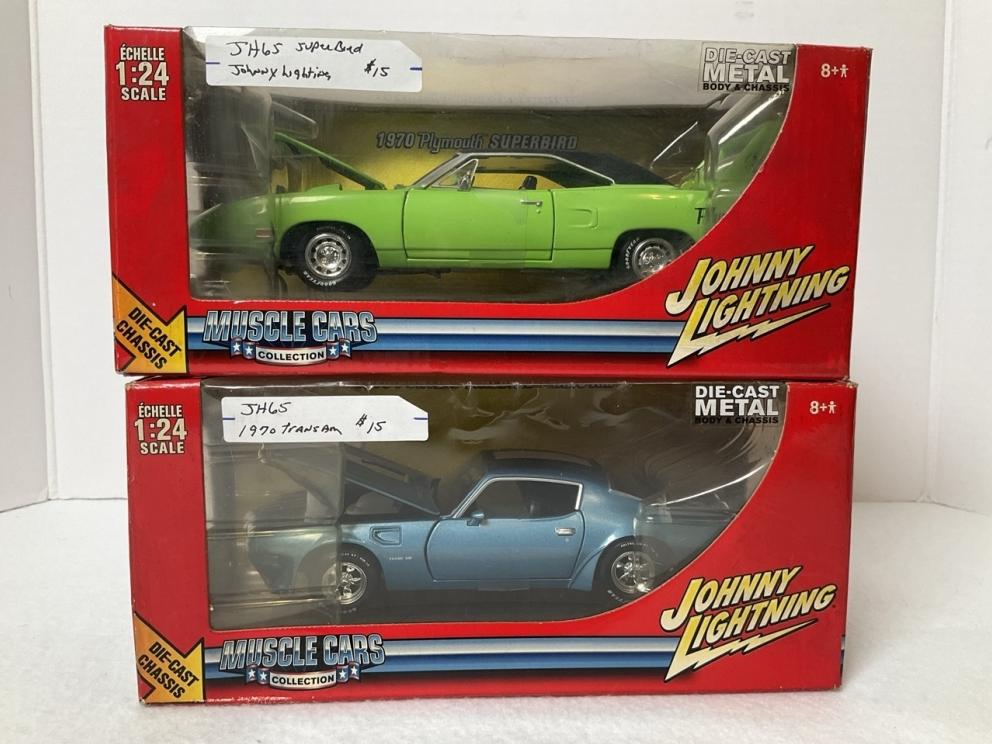 ÉCHELLE
1:24
SCALE
JH65 SuperBird
Johnny Lighting $15
DIE-CAST
METAL
BODY & CHASSIS
8+
1970 Plymouth SUPERBIRD
JOHNNY
LIGHTNING
DIE-CAST
CHASSIS
MUSCLE CARS
COLLECTION
ÉCHELLE
1:24
SCALE
JH65
1970 TransAm $15
DIE-CAST
METAL
BODY & CHASSIS
8+
JOHNNY
LIGHTNING
DIE-CAST
CHASSIS
MUSCLE CARS
COLLECTION